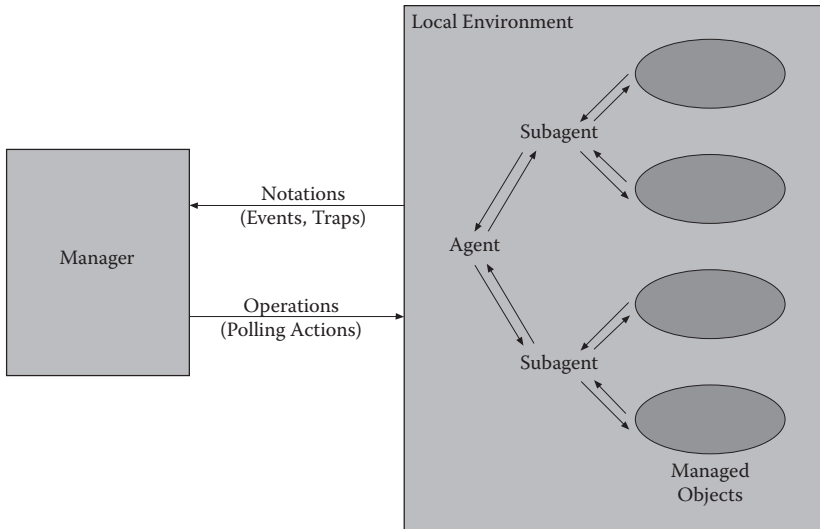 Local Environment
Subagent
Notations
(Events, Traps)
Manager
Agent
Operations
(Polling Actions)
Subagent
Managed
Objects